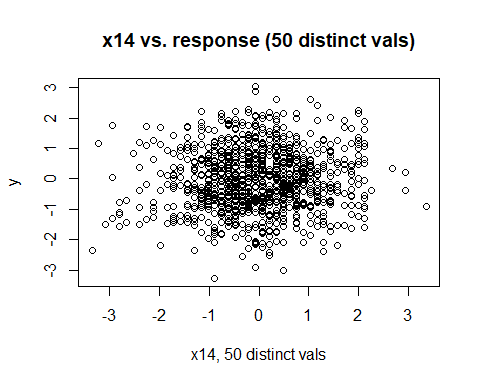 x14 vs. response (50 distinct vals)
3
2
1
0
-1
-2
-3
y
-3 -2 -1 0 1 2 3
x14, 50 distinct vals